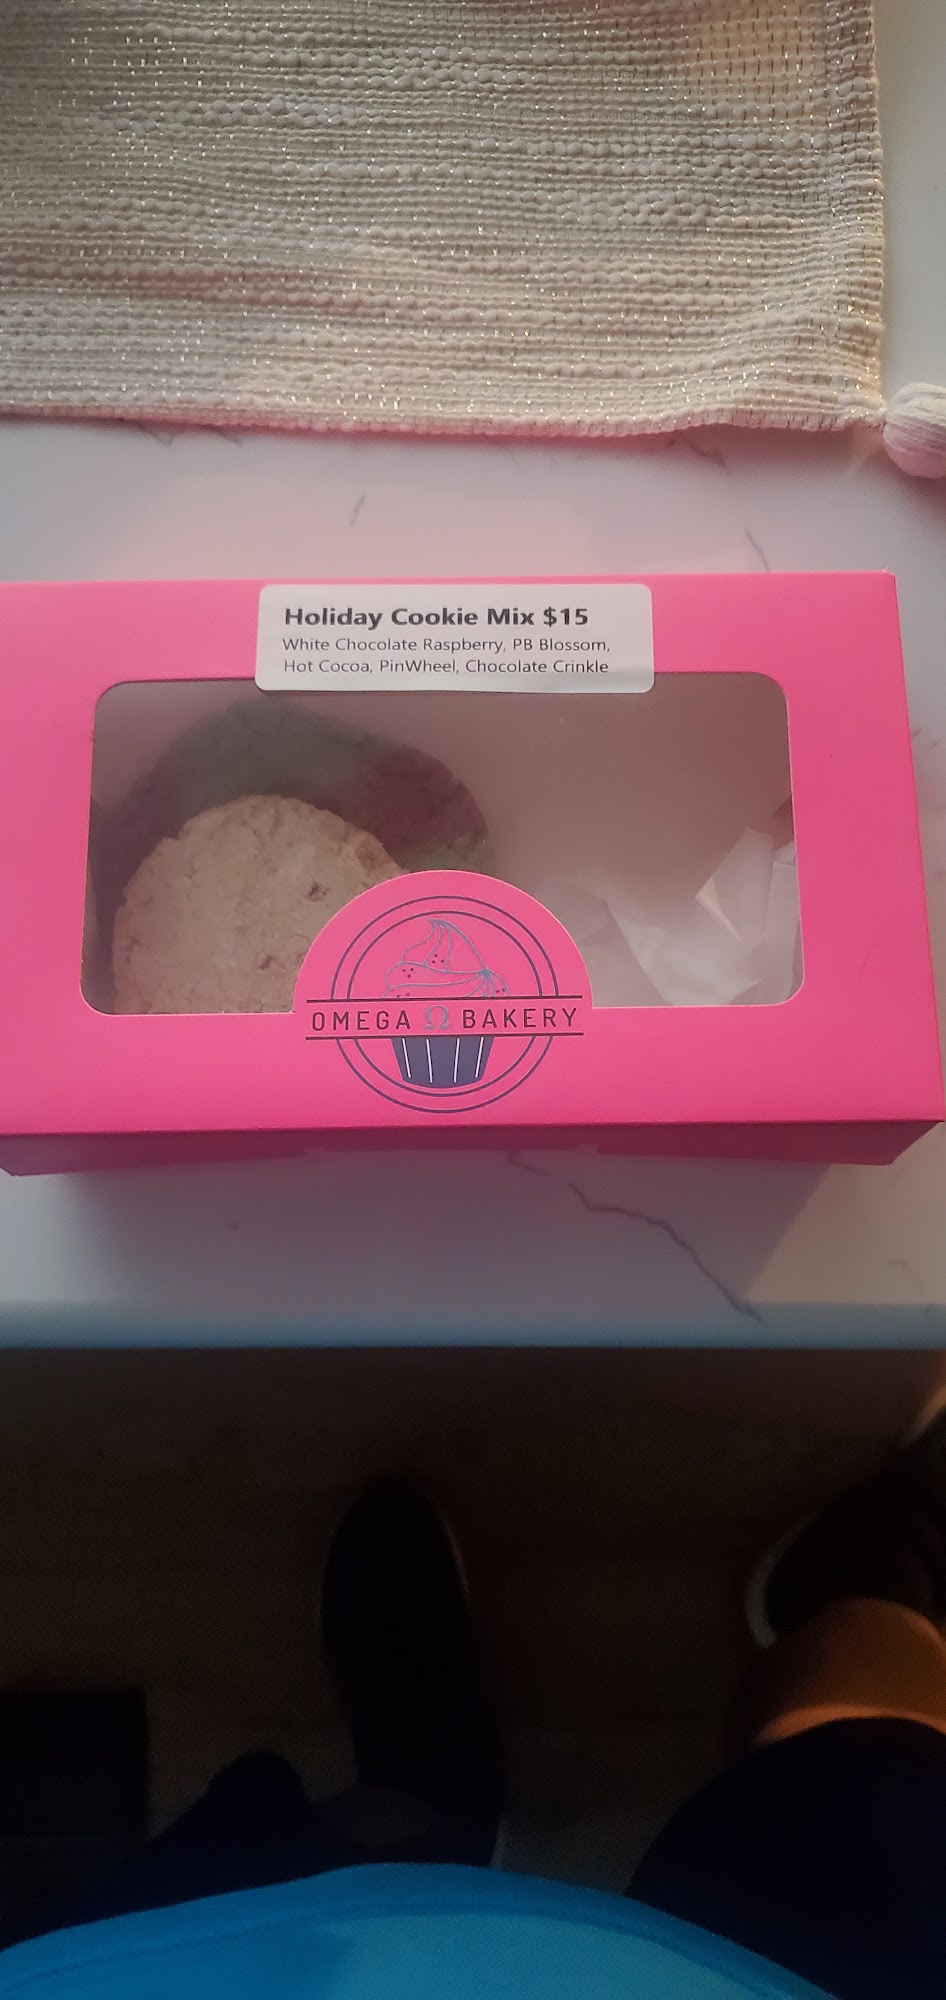 Holiday Cookie Mix $15
White Chocolate Raspberry, PB Blossom,
Hot Cocoa, PinWheel, Chocolate Crinkle
OMEGA Ω BAKERY